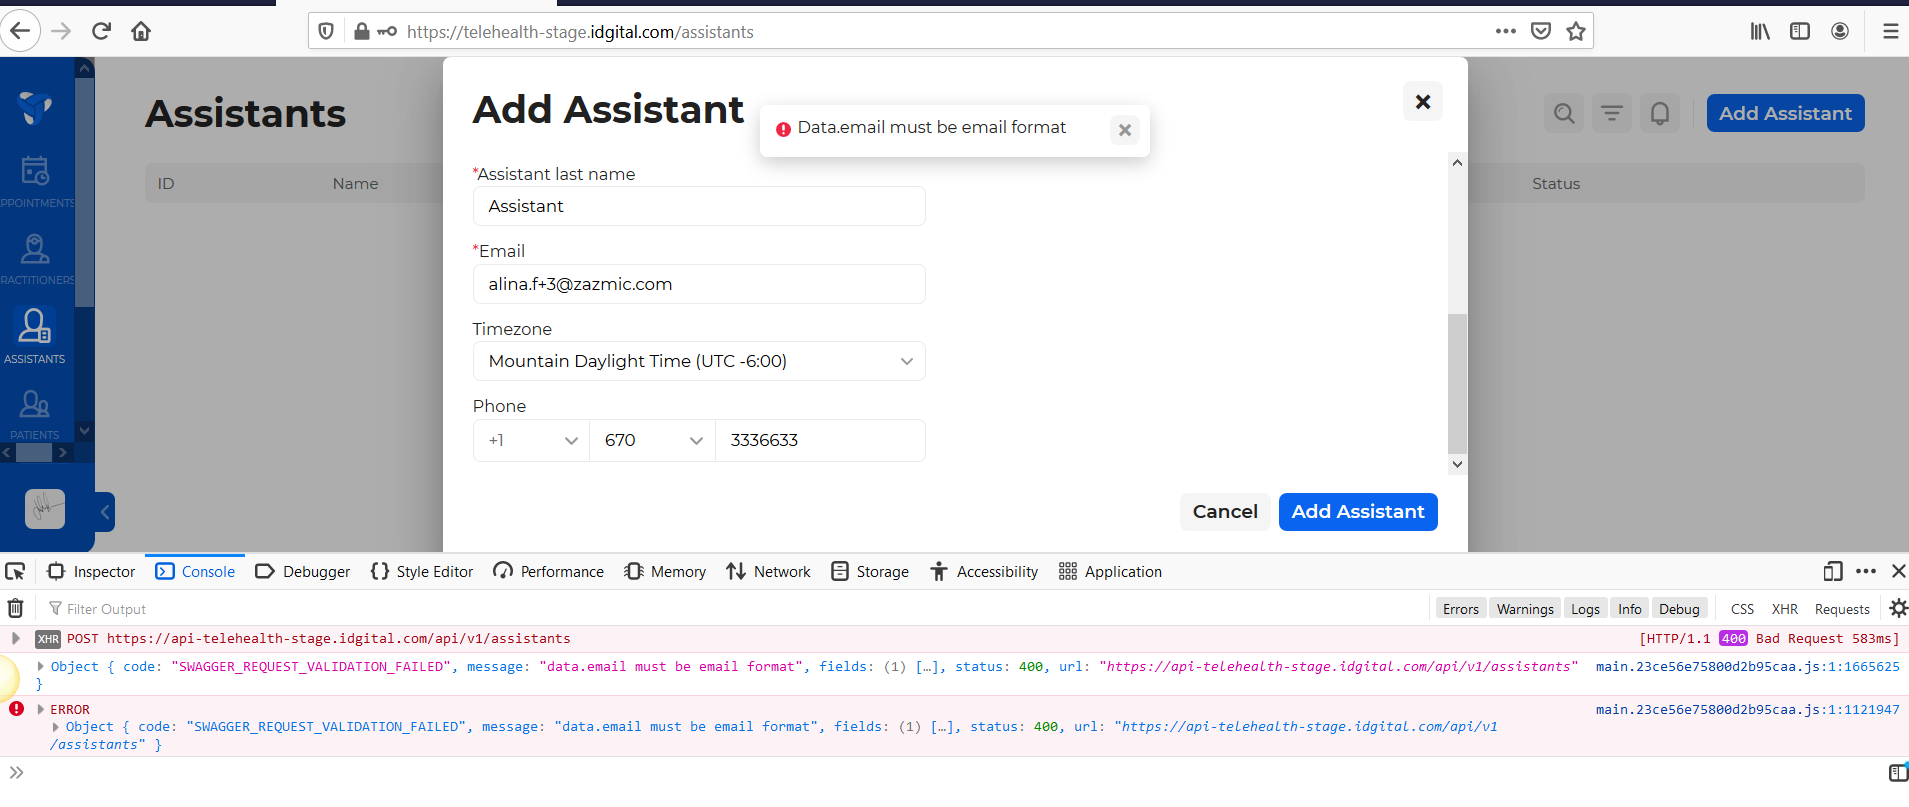 https://telehealth-stage.idgital.com/assistants
Assistants
Add Assistant
Data.email must be email format
Add Assistant
ID
Name
Status
PPOINTMENTS
RACTITIONERS
ASSISTANTS
PATIENTS
*Assistant last name
Assistant
*Email
alina.f+3@zazmic.com
Timezone
Mountain Daylight Time (UTC -6:00)
Phone
+1 670 3336633
Cancel
Add Assistant
Inspector Console Debugger Style Editor Performance Memory Network Storage Accessibility Application
Filter Output Errors Warnings Logs Info Debug CSS XHR Requests
XHR POST https://api-telehealth-stage.idgital.com/api/v1/assistants [HTTP/1.1 400 Bad Request 583ms]
Object { code: "SWAGGER_REQUEST_VALIDATION_FAILED", message: "data.email must be email format", fields: (1) […], status: 400, url: "https://api-telehealth-stage.idgital.com/api/v1/assistants" main.23ce56e75800d2b95caa.js:1:1665625
}
ERROR main.23ce56e75800d2b95caa.js:1:1121947
Object { code: "SWAGGER_REQUEST_VALIDATION_FAILED", message: "data.email must be email format", fields: (1) […], status: 400, url: "https://api-telehealth-stage.idgital.com/api/v1
/assistants" }